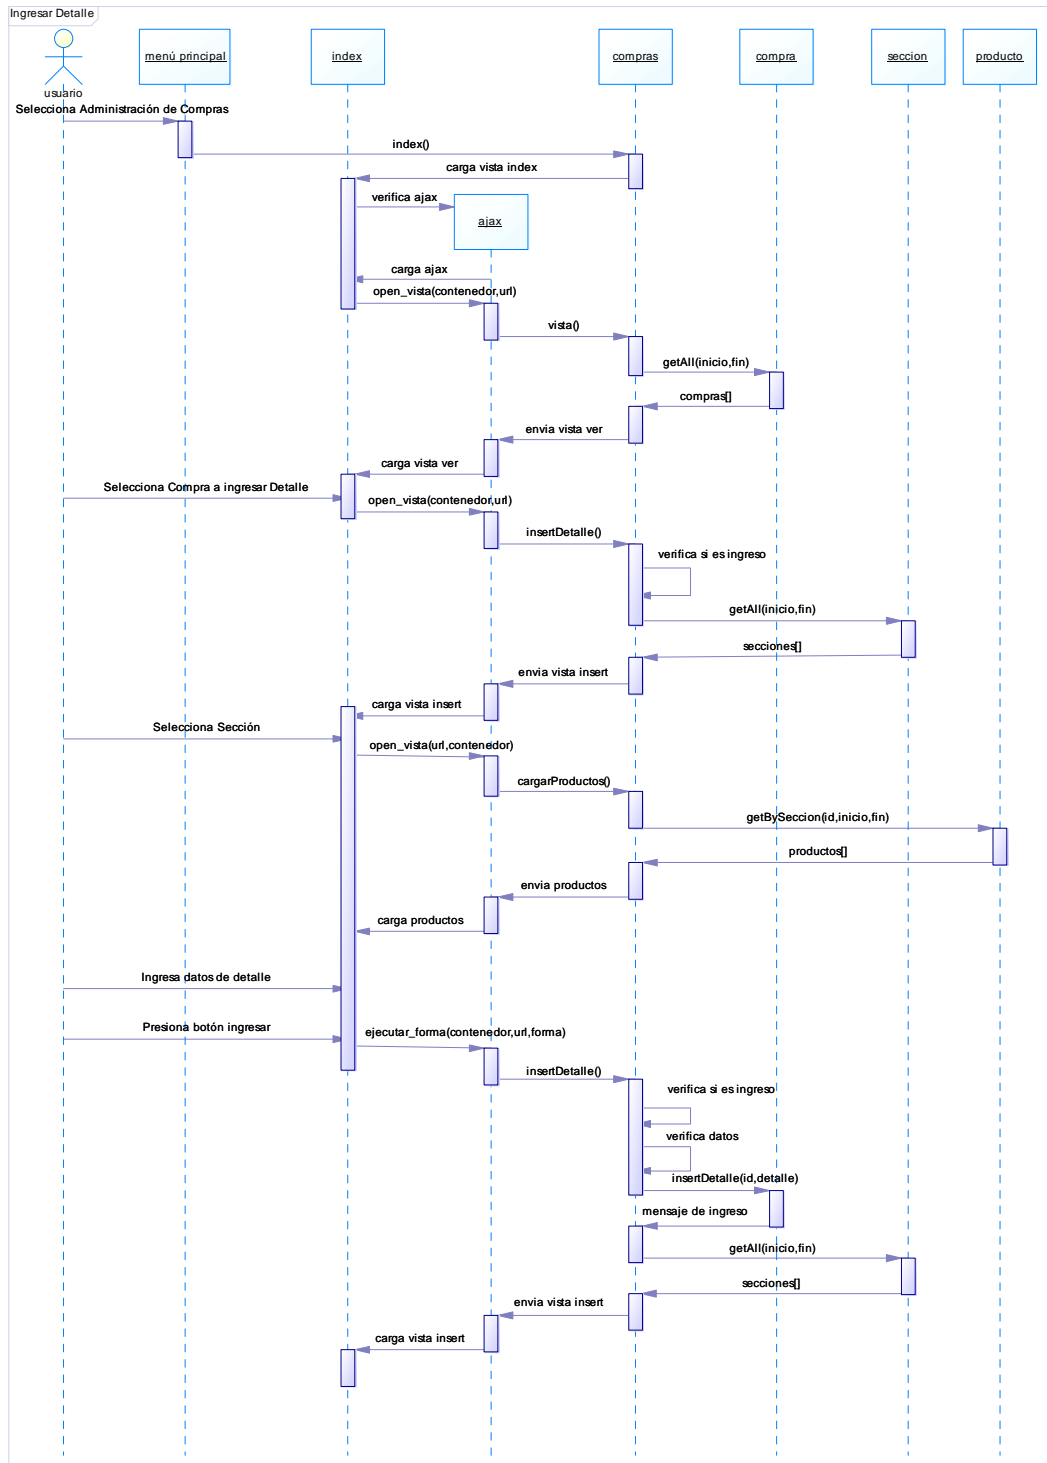 Ingresar Detalle
menú principal
index
compras
compra
seccion
producto
usuario
Selecciona Administración de Compras
index()
carga vista index
verifica ajax
ajax
carga ajax
open_vista(contenedor,url)
vista()
getAll(inicio,fin)
compras[]
envia vista ver
carga vista ver
Selecciona Compra a ingresar Detalle
open_vista(contenedor,url)
insertDetalle()
verifica si es ingreso
getAll(inicio,fin)
secciones[]
envia vista insert
carga vista insert
Selecciona Sección
open_vista(url,contenedor)
cargarProductos()
getBySeccion(id,inicio,fin)
productos[]
envia productos
carga productos
Ingresa datos de detalle
Presiona botón ingresar
ejecutar_forma(contenedor,url,forma)
insertDetalle()
verifica si es ingreso
verifica datos
insertDetalle(id,detalle)
mensaje de ingreso
getAll(inicio,fin)
secciones[]
envia vista insert
carga vista insert